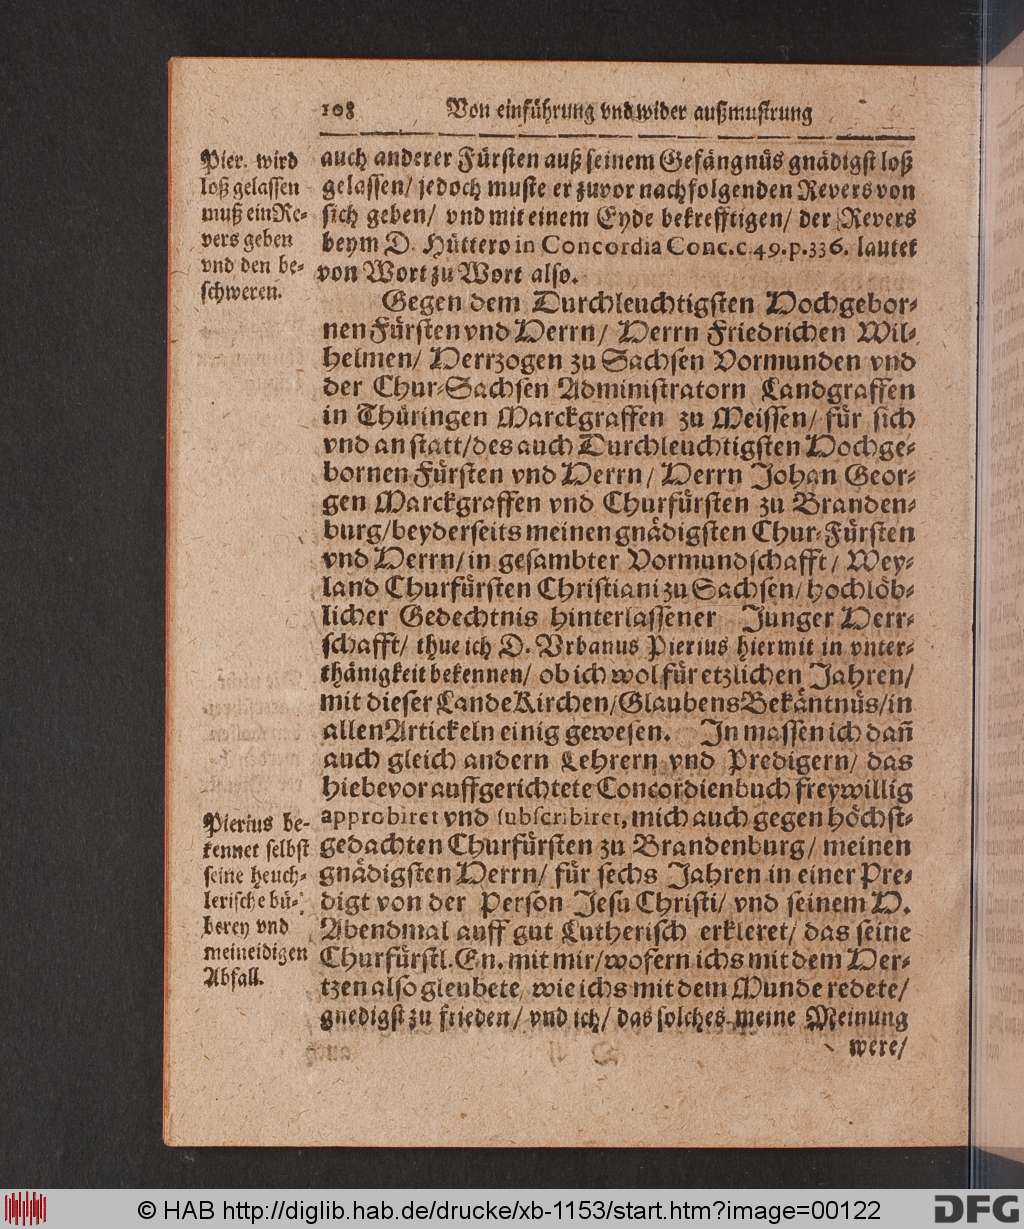 108 Von einführung vnd wider außmustrung
Pier. wird
loß gelassen
muß ein Re-
vers geben
vnd den be-
schweren.
auch anderer Fürsten auß seinem Gefängnüs gnädigst loß
gelassen/ jedoch muste er zuvor nachfolgenden Revers von
sich geben/ vnd mit einem Eyde bekrefftigen/ der Revers
beym D. Hüttero in Concordia Conc. c. 49. p. 336. lautet
von Wort zu Wort also.
Gegen dem Durchleuchtigsten Hochgebor-
nen Fürsten vnd Herrn/ Herrn Friedrichen Wil-
helmen/ Herrzogen zu Sachsen Vormunden vnd
der Chur-Sachsen Administratorn Landgraffen
in Thüringen Marckgraffen zu Meissen/ für sich
vnd an statt/ des auch Durchleuchtigsten Hochge-
bornen Fürsten vnd Herrn/ Herrn Johan Geor-
gen Marckgraffen vnd Churfürsten zu Branden-
burg/ beyderseits meinen gnädigsten Chur-Fürsten
vnd Herrn/ in gesambter Vormundschafft/ Wey-
land Churfürsten Christiani zu Sachsen/ hochlöb-
licher Gedechtnis hinterlassener Junger Herr-
schafft/ thue ich D. Vrbanus Pierius hiermit in vnter-
thänigkeit bekennen/ ob ich wol für etzlichen Jahren/
mit dieser Lande Kirchen/ Glaubens Bekäntnüs/ in
allen Artickeln einig gewesen. In massen ich dañ
auch gleich andern Lehrern vnd Predigern/ das
hiebevor auffgerichtete Concordienbuch freywillig
approbiret vnd subscribiret, mich auch gegen höchst-
gedachten Churfürsten zu Brandenburg/ meinen
gnädigsten Herrn/ für sechs Jahren in einer Pre-
digt von der Person Jesu Christi/ vnd seinem H.
Abendmal auff gut Lutherisch erkleret/ das seine
Churfürstl. En. mit mir/ wofern ichs mit dem Her-
tzen also gleubete, wie ichs mit dem Munde redete/
gnedigst zu frieden/ vnd ich/ das solches meine Meinung
were/
Pierius be-
kennet selbst
seine heuch-
lerische bü-
berey vnd
meineidigen
Abfall.
© HAB http://diglib.hab.de/drucke/xb-1153/start.htm?image=00122
DFG